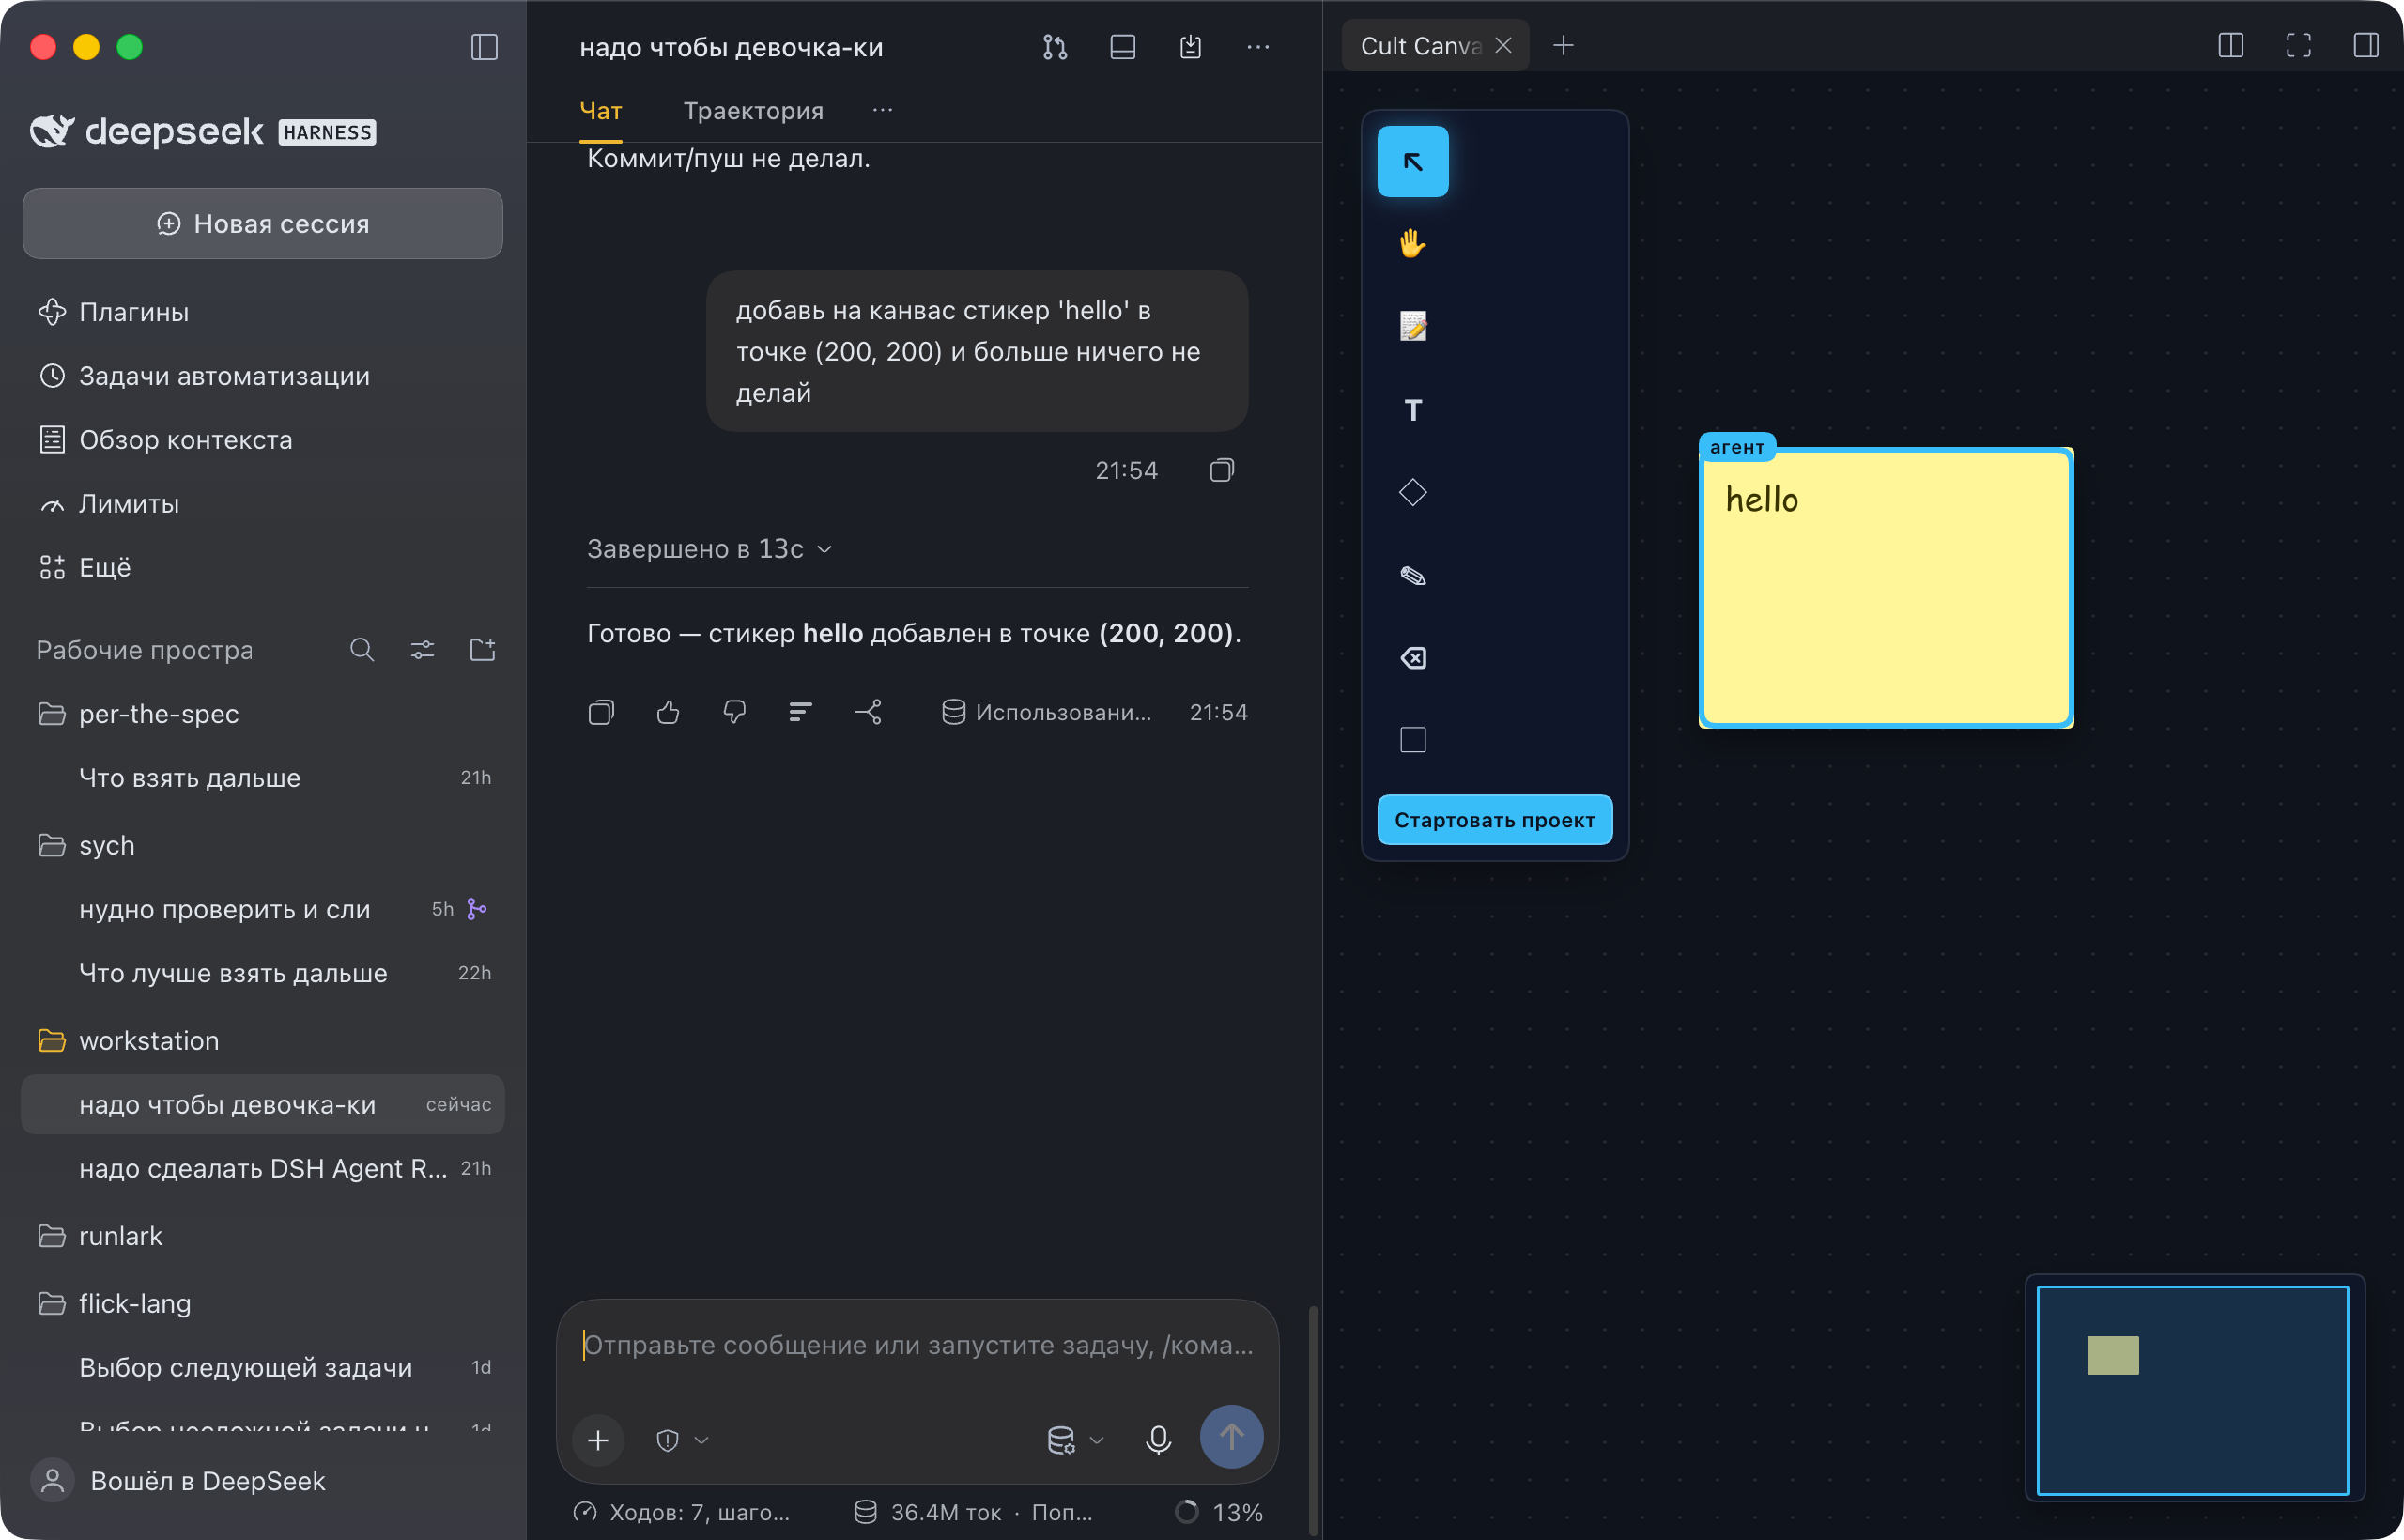 deepseek HARNESS
Новая сессия
Плагины
Задачи автоматизации
Обзор контекста
Лимиты
Ещё
Рабочие простра
per-the-spec
Что взять дальше 21h
sych
нудно проверить и сли 5h
Что лучше взять дальше 22h
workstation
надо чтобы девочка-ки сейчас
надо сдеалать DSH Agent R... 21h
runlark
flick-lang
Выбор следующей задачи 1d
Вошёл в DeepSeek
надо чтобы девочка-ки
Чат Траектория
Коммит/пуш не делал.
добавь на канвас стикер 'hello' в
точке (200, 200) и больше ничего не
делай
21:54
Завершено в 13с
Готово — стикер hello добавлен в точке (200, 200).
Использовани... 21:54
Отправьте сообщение или запустите задачу, /кома...
Ходов: 7, шаго... 36.4M ток · Поп... 13%
Cult Canva
T
Стартовать проект
агент
hello